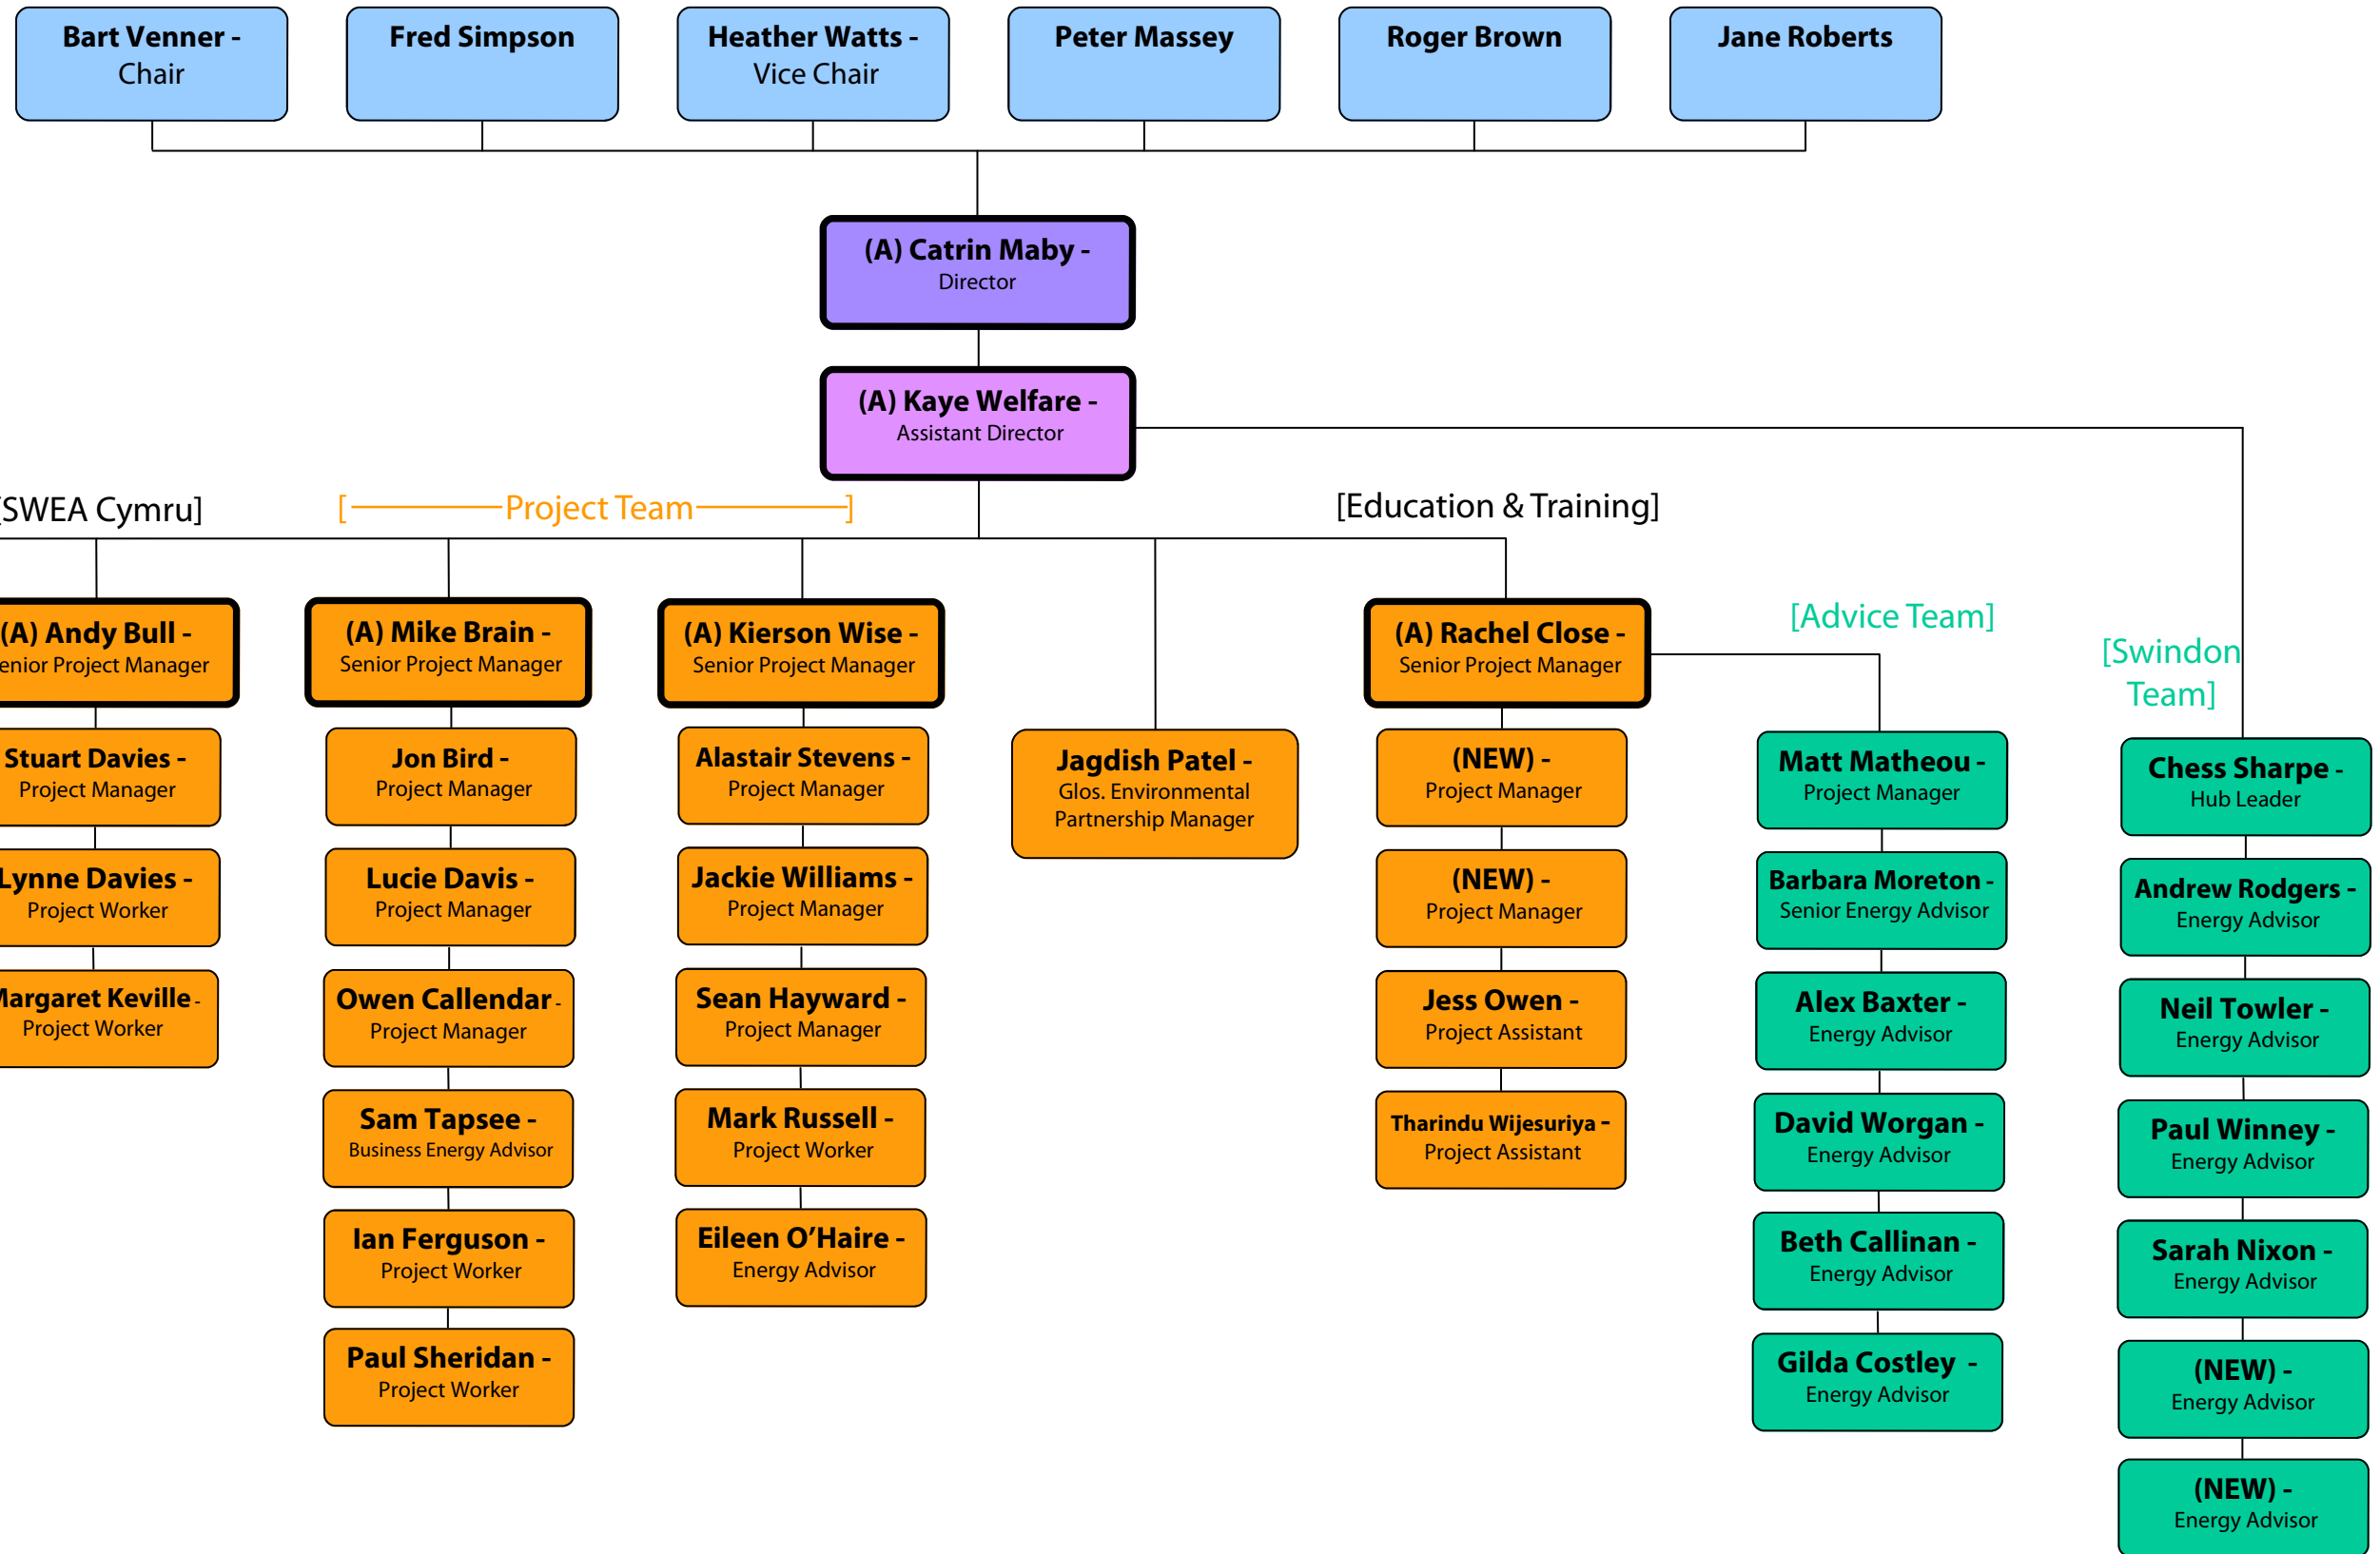 Bart Venner -
Chair
Fred Simpson
Heather Watts -
Vice Chair
Peter Massey
Roger Brown
Jane Roberts
(A) Catrin Maby -
Director
(A) Kaye Welfare -
Assistant Director
[SWEA Cymru]
[Project Team]
[Education & Training]
[Advice Team]
[Swindon
Team]
(A) Andy Bull -
enior Project Manager
Stuart Davies -
Project Manager
Lynne Davies -
Project Worker
Margaret Keville -
Project Worker
(A) Mike Brain -
Senior Project Manager
Jon Bird -
Project Manager
Lucie Davis -
Project Manager
Owen Callendar -
Project Manager
Sam Tapsee -
Business Energy Advisor
Ian Ferguson -
Project Worker
Paul Sheridan -
Project Worker
(A) Kierson Wise -
Senior Project Manager
Alastair Stevens -
Project Manager
Jackie Williams -
Project Manager
Sean Hayward -
Project Manager
Mark Russell -
Project Worker
Eileen O’Haire -
Energy Advisor
Jagdish Patel -
Glos. Environmental
Partnership Manager
(A) Rachel Close -
Senior Project Manager
(NEW) -
Project Manager
(NEW) -
Project Manager
Jess Owen -
Project Assistant
Tharindu Wijesuriya -
Project Assistant
Matt Matheou -
Project Manager
Barbara Moreton -
Senior Energy Advisor
Alex Baxter -
Energy Advisor
David Worgan -
Energy Advisor
Beth Callinan -
Energy Advisor
Gilda Costley -
Energy Advisor
Chess Sharpe -
Hub Leader
Andrew Rodgers -
Energy Advisor
Neil Towler -
Energy Advisor
Paul Winney -
Energy Advisor
Sarah Nixon -
Energy Advisor
(NEW) -
Energy Advisor
(NEW) -
Energy Advisor